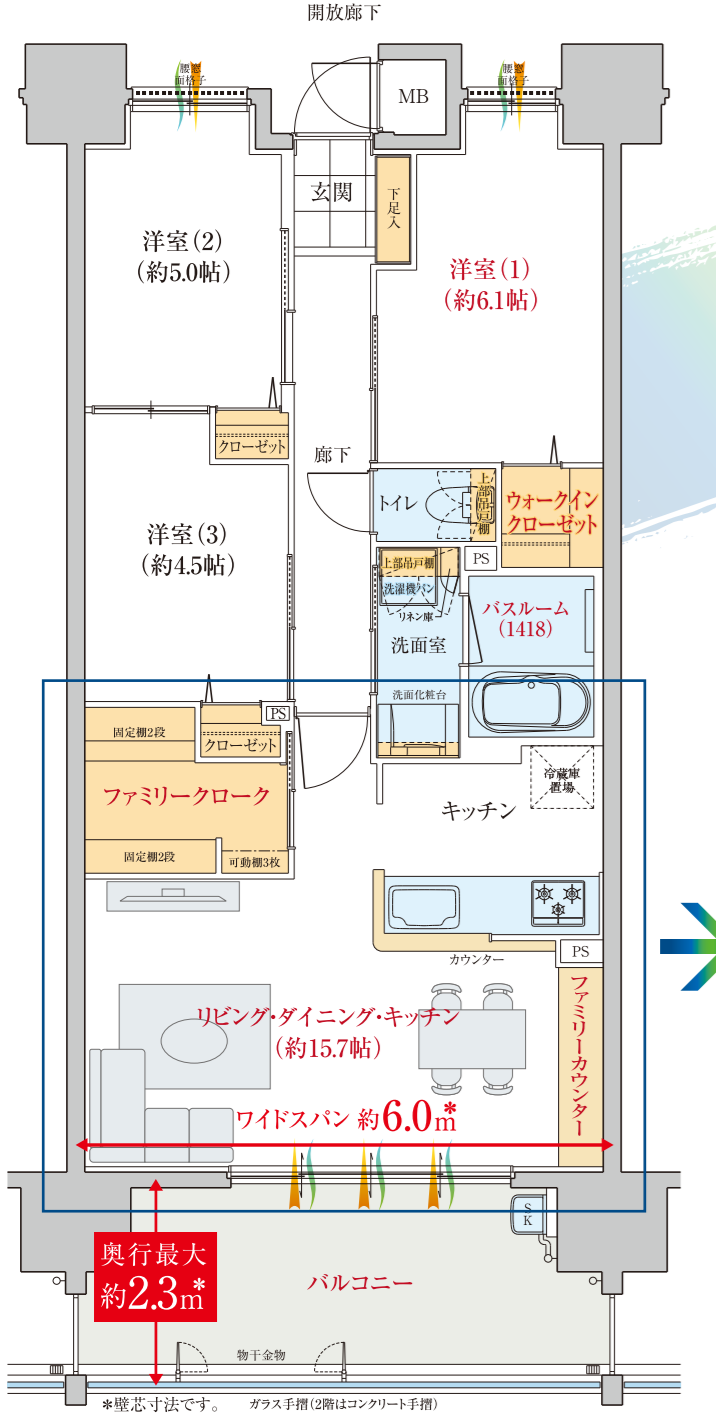 開放廊下
腰窓
面格子
MB
腰窓
面格子
玄関
下足入
洋室(2)
(約5.0帖)
洋室(1)
(約6.1帖)
クローゼット
廊下
トイレ
上部吊戸棚
ウォークイン
クローゼット
洋室(3)
(約4.5帖)
PS
上部吊戸棚
洗濯機パン
リネン庫
洗面室
バスルーム
(1418)
洗面化粧台
PS
固定棚2段
クローゼット
ファミリークローク
冷蔵庫
置場
キッチン
固定棚2段
可動棚3枚
カウンター
PS
ファミリーカウンター
リビング・ダイニング・キッチン
(約15.7帖)
ワイドスパン 約6.0m*
SK
奥行最大
約2.3m*
バルコニー
物干金物
*壁芯寸法です。
ガラス手摺(2階はコンクリート手摺)